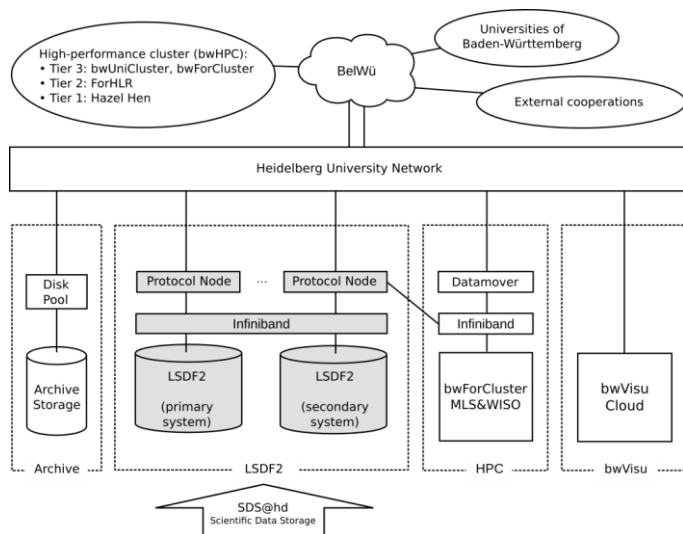 High-performance cluster (bwHPC):
• Tier 3: bwUniCluster, bwForCluster
• Tier 2: ForHLR
• Tier 1: Hazel Hen
BelWü
Universities of
Baden-Württemberg
External cooperations
Heidelberg University Network
Disk
Pool
Archive
Storage
Archive
Protocol Node
...
Protocol Node
Infiniband
LSDF2
(primary
system)
LSDF2
(secondary
system)
LSDF2
Datamover
Infiniband
bwForCluster
MLS&WISO
HPC
bwVisu
Cloud
bwVisu
SDS@hd
Scientific Data Storage